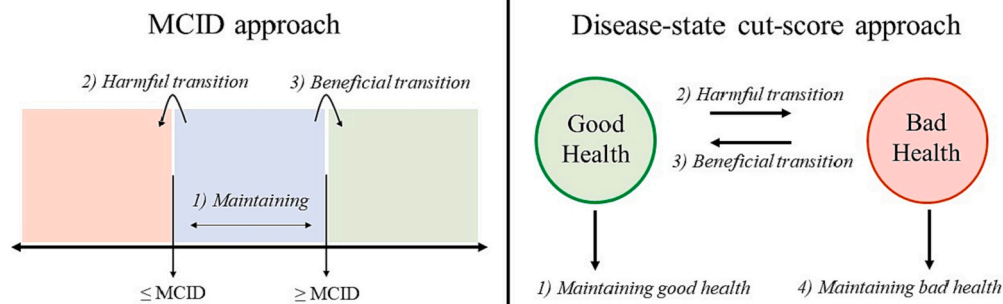 MCID approach
2) Harmful transition
3) Beneficial transition
1) Maintaining
≤ MCID
≥ MCID
Disease-state cut-score approach
Good
Health
2) Harmful transition
3) Beneficial transition
Bad
Health
1) Maintaining good health
4) Maintaining bad health